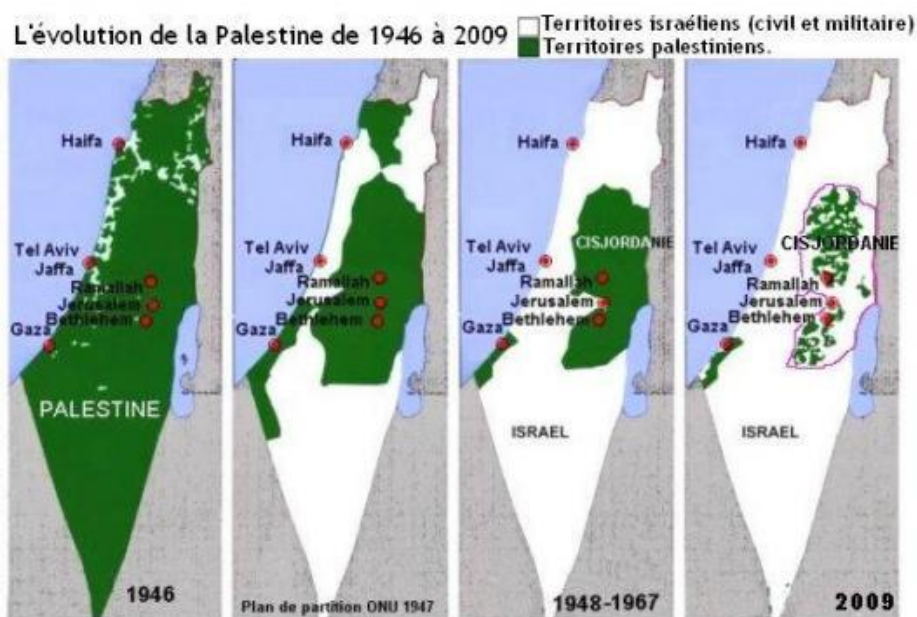 L'évolution de la Palestine de 1946 à 2009
Territoires israéliens (civil et militaire)
Territoires palestiniens.
Haifa
Tel Aviv
Jaffa
Ramallah
Jerusalem
Bethlehem
Gaza
PALESTINE
1946
Haifa
Tel Aviv
Jaffa
Ramallah
Jerusalem
Bethlehem
Gaza
Plan de partition ONU 1947
Haifa
CISJORDANIE
Tel Aviv
Jaffa
Ramallah
Jerusalem
Bethlehem
Gaza
ISRAEL
1948-1967
Haifa
CISJORDANIE
Tel Aviv
Jaffa
Ramallah
Jerusalem
Bethlehem
Gaza
ISRAEL
2009